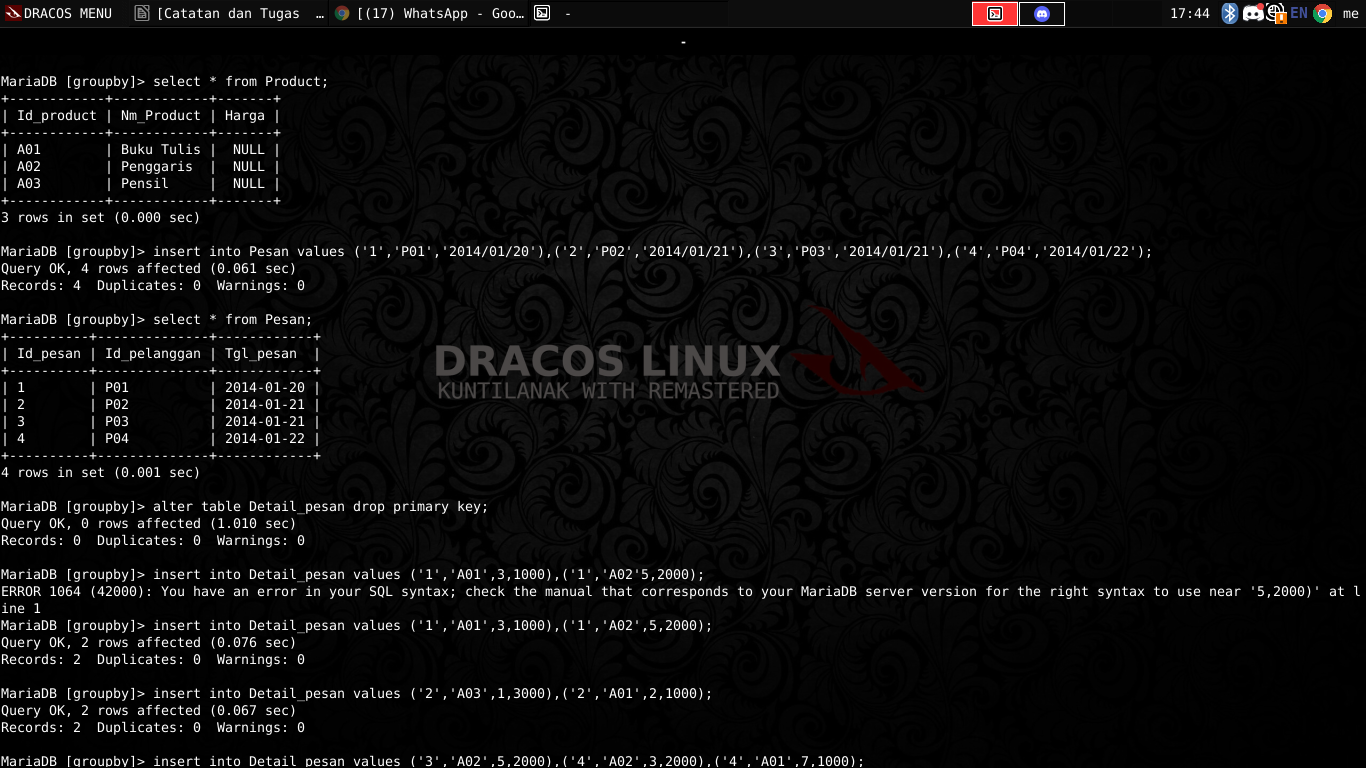 DRACOS MENU [Catatan dan Tugas … [(17) WhatsApp - Goo… - 17:44 EN me
-
MariaDB [groupby]> select * from Product;
+------------+------------+-------+
| Id_product | Nm_Product | Harga |
+------------+------------+-------+
| A01        | Buku Tulis |  NULL |
| A02        | Penggaris  |  NULL |
| A03        | Pensil     |  NULL |
+------------+------------+-------+
3 rows in set (0.000 sec)
MariaDB [groupby]> insert into Pesan values ('1','P01','2014/01/20'),('2','P02','2014/01/21'),('3','P03','2014/01/21'),('4','P04','2014/01/22');
Query OK, 4 rows affected (0.061 sec)
Records: 4  Duplicates: 0  Warnings: 0
MariaDB [groupby]> select * from Pesan;
+----------+--------------+------------+
| Id_pesan | Id_pelanggan | Tgl_pesan  |
+----------+--------------+------------+
| 1        | P01          | 2014-01-20 |
| 2        | P02          | 2014-01-21 |
| 3        | P03          | 2014-01-21 |
| 4        | P04          | 2014-01-22 |
+----------+--------------+------------+
4 rows in set (0.001 sec)
DRACOS LINUX
KUNTILANAK WITH REMASTERED
MariaDB [groupby]> alter table Detail_pesan drop primary key;
Query OK, 0 rows affected (1.010 sec)
Records: 0  Duplicates: 0  Warnings: 0
MariaDB [groupby]> insert into Detail_pesan values ('1','A01',3,1000),('1','A02'5,2000);
ERROR 1064 (42000): You have an error in your SQL syntax; check the manual that corresponds to your MariaDB server version for the right syntax to use near '5,2000)' at l
ine 1
MariaDB [groupby]> insert into Detail_pesan values ('1','A01',3,1000),('1','A02',5,2000);
Query OK, 2 rows affected (0.076 sec)
Records: 2  Duplicates: 0  Warnings: 0
MariaDB [groupby]> insert into Detail_pesan values ('2','A03',1,3000),('2','A01',2,1000);
Query OK, 2 rows affected (0.067 sec)
Records: 2  Duplicates: 0  Warnings: 0
MariaDB [groupby]> insert into Detail_pesan values ('3','A02',5,2000),('4','A02',3,2000),('4','A01',7,1000);